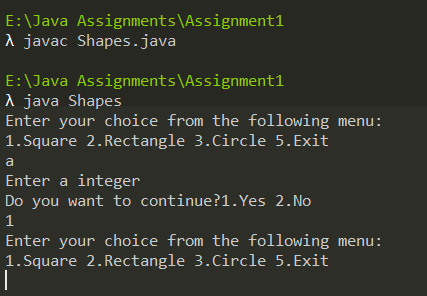 E:\Java Assignments\Assignment1
λ javac Shapes.java
E:\Java Assignments\Assignment1
λ java Shapes
Enter your choice from the following menu:
1.Square 2.Rectangle 3.Circle 5.Exit
a
Enter a integer
Do you want to continue?1.Yes 2.No
1
Enter your choice from the following menu:
1.Square 2.Rectangle 3.Circle 5.Exit